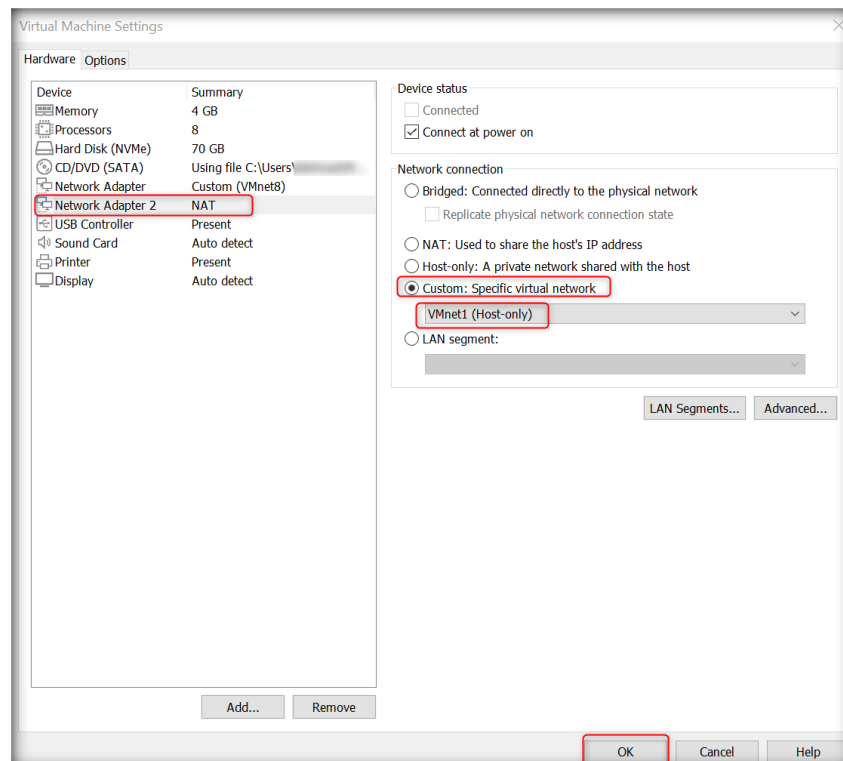 Virtual Machine Settings
Hardware Options
Device Summary
Memory 4 GB
Processors 8
Hard Disk (NVMe) 70 GB
CD/DVD (SATA) Using file C:\Users\
Network Adapter Custom (VMnet8)
Network Adapter 2 NAT
USB Controller Present
Sound Card Auto detect
Printer Present
Display Auto detect
Add... Remove
Device status
Connected
Connect at power on
Network connection
Bridged: Connected directly to the physical network
Replicate physical network connection state
NAT: Used to share the host's IP address
Host-only: A private network shared with the host
Custom: Specific virtual network
VMnet1 (Host-only)
LAN segment:
LAN Segments... Advanced...
OK Cancel Help